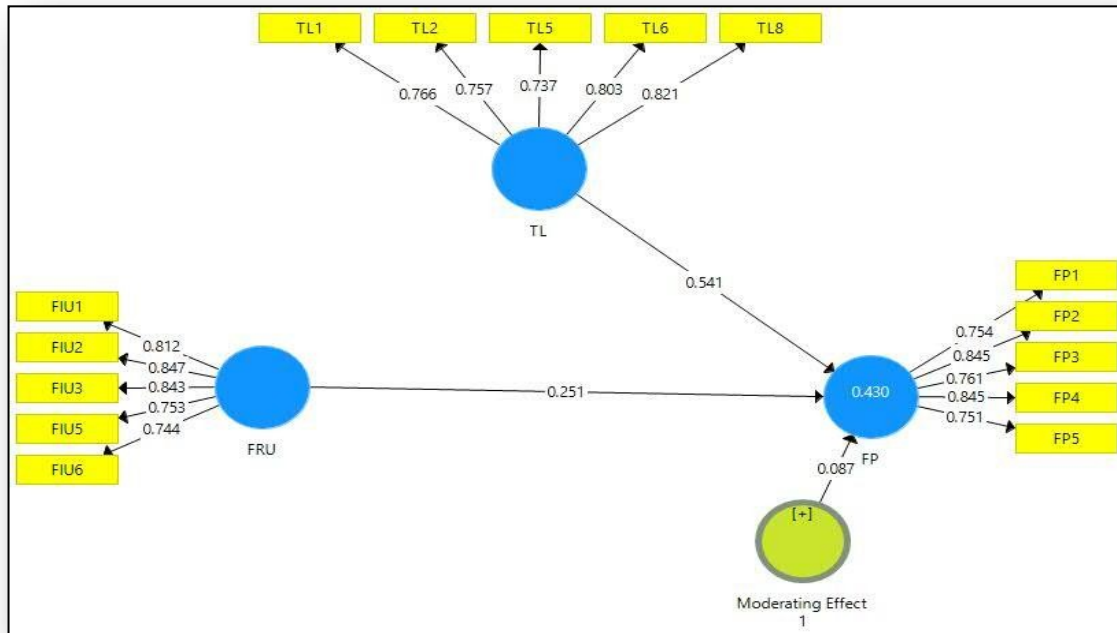 TL1
TL2
TL5
TL6
TL8
0.766
0.757
0.737
0.803
0.821
TL
0.541
FIU1
FIU2
FIU3
FIU5
FIU6
0.812
0.847
0.843
0.753
0.744
FRU
0.251
0.430
FP
0.754
0.845
0.761
0.845
0.751
FP1
FP2
FP3
FP4
FP5
0.087
[+]
Moderating Effect
1